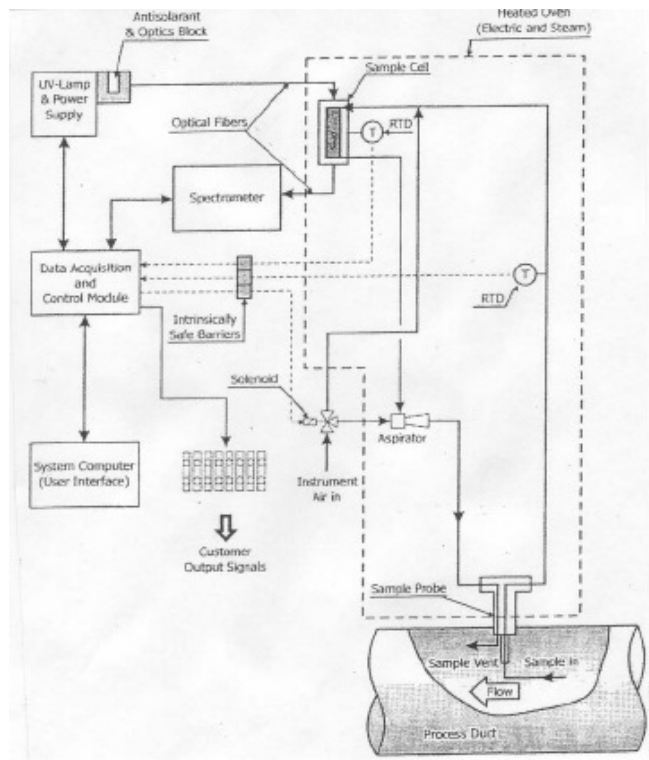 Antisolarant
& Optics Block
Heated Oven
(Electric and Steam)
UV-Lamp
& Power
Supply
Sample Cell
Optical Fibers
T
RTD
Spectrometer
Data Acquisition
and
Control Module
T
RTD
Intrinsically
Safe Barriers
Solenoid
Aspirator
System Computer
(User Interface)
Instrument
Air in
Customer
Output Signals
Sample Probe
Sample Vent
Sample In
Flow
Process Duct